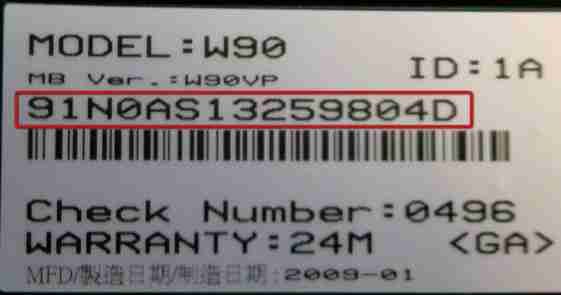 MODEL:W90
ID:1A
MB Ver.:W90VP
91N0AS13259804D
Check Number:0496
WARRANTY:24M <GA>
MFD/製造日期/制造日期:2009-01